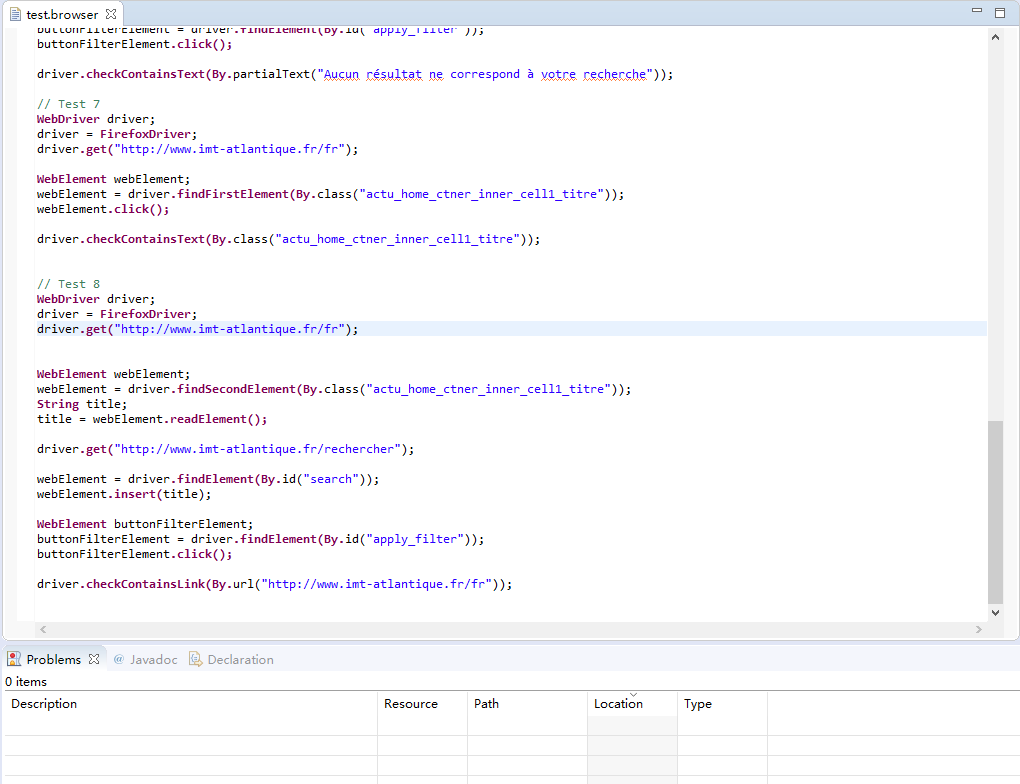 test.browser
buttonFilterElement = driver.findElement(By.id("apply_filter"));
buttonFilterElement.click();
driver.checkContainsText(By.partialText("Aucun résultat ne correspond à votre recherche"));
// Test 7
WebDriver driver;
driver = FirefoxDriver;
driver.get("http://www.imt-atlantique.fr/fr");
WebElement webElement;
webElement = driver.findFirstElement(By.class("actu_home_ctner_inner_cell1_titre"));
webElement.click();
driver.checkContainsText(By.class("actu_home_ctner_inner_cell1_titre"));
// Test 8
WebDriver driver;
driver = FirefoxDriver;
driver.get("http://www.imt-atlantique.fr/fr");
WebElement webElement;
webElement = driver.findSecondElement(By.class("actu_home_ctner_inner_cell1_titre"));
String title;
title = webElement.readElement();
driver.get("http://www.imt-atlantique.fr/rechercher");
webElement = driver.findElement(By.id("search"));
webElement.insert(title);
WebElement buttonFilterElement;
buttonFilterElement = driver.findElement(By.id("apply_filter"));
buttonFilterElement.click();
driver.checkContainsLink(By.url("http://www.imt-atlantique.fr/fr"));
Problems @ Javadoc Declaration
0 items
Description Resource Path Location Type